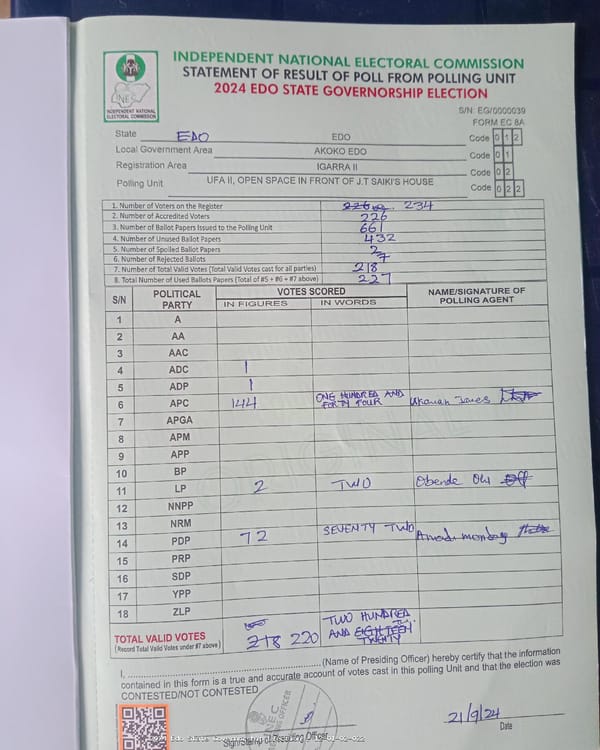 INDEPENDENT NATIONAL ELECTORAL COMMISSION
STATEMENT OF RESULT OF POLL FROM POLLING UNIT
2024 EDO STATE GOVERNORSHIP ELECTION
INEC
INDEPENDENT NATIONAL
ELECTORAL COMMISSION
S/N: EG/0000039
FORM EC 8A
State EDO EDO Code 0 1 2
Local Government Area AKOKO EDO Code 0 1
Registration Area IGARRA II Code 0 2
Polling Unit UFA II, OPEN SPACE IN FRONT OF J.T SAIKI'S HOUSE Code 0 2 2
1. Number of Voters on the Register 234
2. Number of Accredited Voters 226
3. Number of Ballot Papers Issued to the Polling Unit 661
4. Number of Unused Ballot Papers 432
5. Number of Spoiled Ballot Papers 2
6. Number of Rejected Ballots 7
7. Number of Total Valid Votes (Total Valid Votes cast for all parties) 218
8. Total Number of Used Ballots Papers (Total of #5 + #6 + #7 above) 227
S/N POLITICAL PARTY VOTES SCORED NAME/SIGNATURE OF POLLING AGENT
IN FIGURES IN WORDS
1 A
2 AA
3 AAC
4 ADC 1
5 ADP 1
6 APC 144 ONE HUNDRED AND FORTY FOUR James
7 APGA
8 APM
9 APP
10 BP
11 LP 2 TWO Obende
12 NNPP
13 NRM
14 PDP 72 SEVENTY TWO monday
15 PRP
16 SDP
17 YPP
18 ZLP
TOTAL VALID VOTES 218 220 TWO HUNDRED AND EIGHTEEN TWENTY
(Record Total Valid Votes under #7 above)
I, (Name of Presiding Officer) hereby certify that the information
contained in this form is a true and accurate account of votes cast in this polling Unit and that the election was
CONTESTED/NOT CONTESTED
Sign/Stamp of Presiding Officer
21/9/24
Date